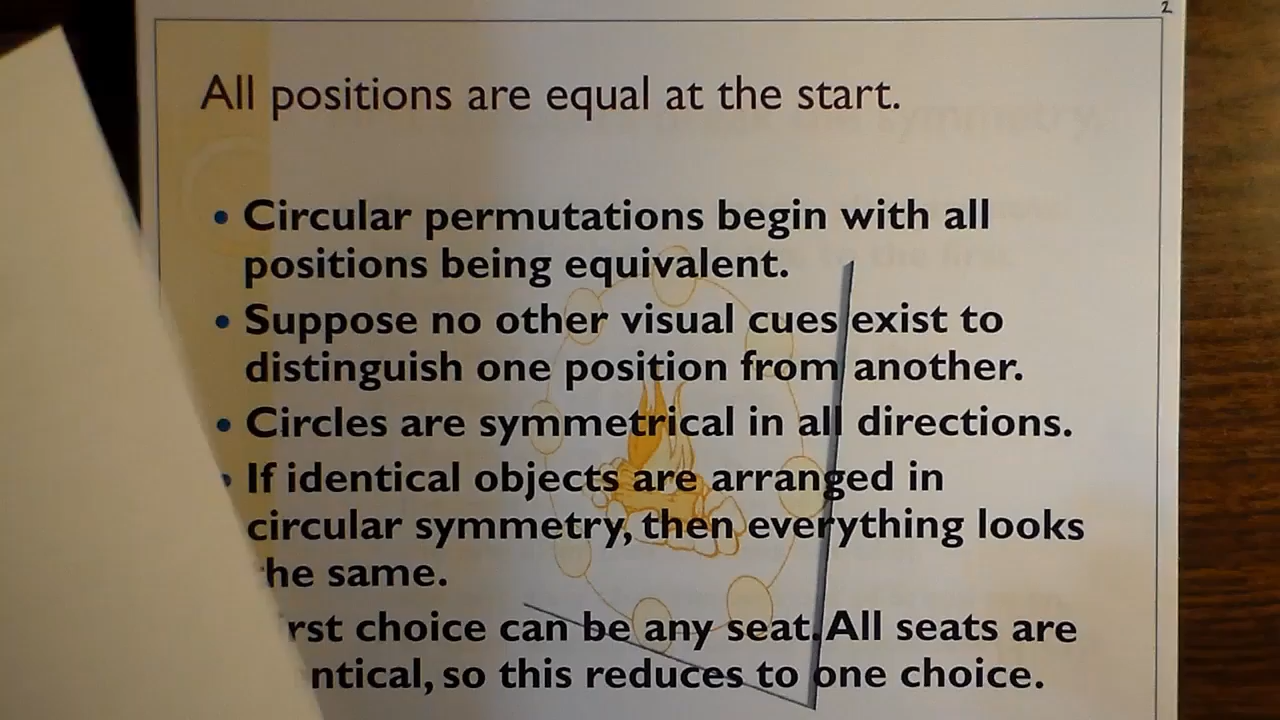 2
All positions are equal at the start.
• Circular permutations begin with all
positions being equivalent.
• Suppose no other visual cues exist to
distinguish one position from another.
• Circles are symmetrical in all directions.
• If identical objects are arranged in
circular symmetry, then everything looks
he same.
rst choice can be any seat. All seats are
ntical, so this reduces to one choice.